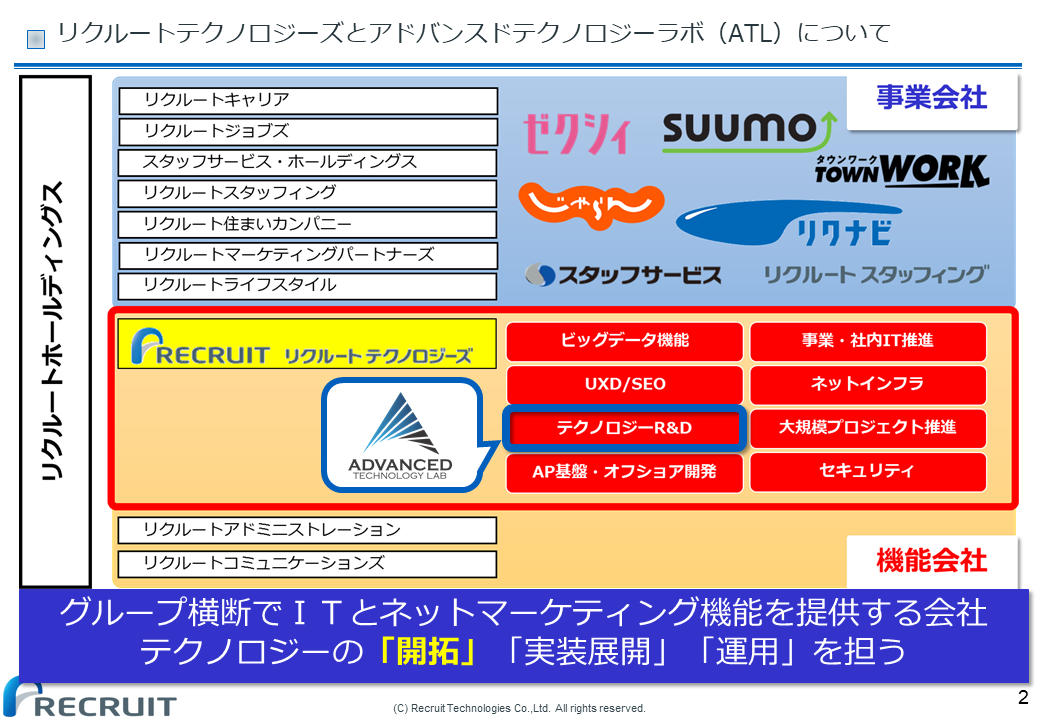 リクルートテクノロジーズとアドバンスドテクノロジーラボ（ATL）について
リクルートホールディングス
事業会社
リクルートキャリア
リクルートジョブズ
スタッフサービス・ホールディングス
リクルートスタッフィング
リクルート住まいカンパニー
リクルートマーケティングパートナーズ
リクルートライフスタイル
ゼクシィ
SUUMO
タウンワーク
TOWNWORK
じゃらん
リクナビ
スタッフサービス
リクルート スタッフィング
RECRUIT リクルート テクノロジーズ
ADVANCED
TECHNOLOGY LAB
ビッグデータ機能
事業・社内IT推進
UXD/SEO
ネットインフラ
テクノロジーR&D
大規模プロジェクト推進
AP基盤・オフショア開発
セキュリティ
リクルートアドミニストレーション
リクルートコミュニケーションズ
機能会社
グループ横断でＩＴとネットマーケティング機能を提供する会社
テクノロジーの「開拓」「実装展開」「運用」を担う
RECRUIT
(C) Recruit Technologies Co.,Ltd. All rights reserved.
2